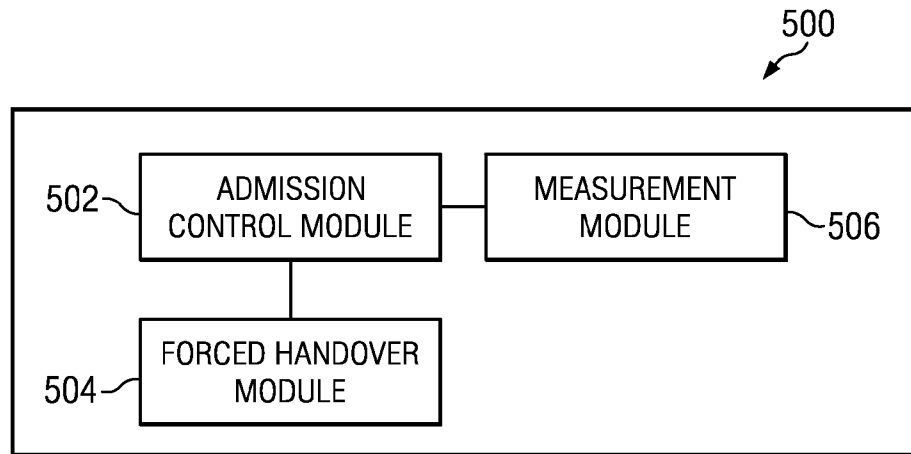 500
502
ADMISSION
CONTROL MODULE
MEASUREMENT
MODULE
506
504
FORCED HANDOVER
MODULE